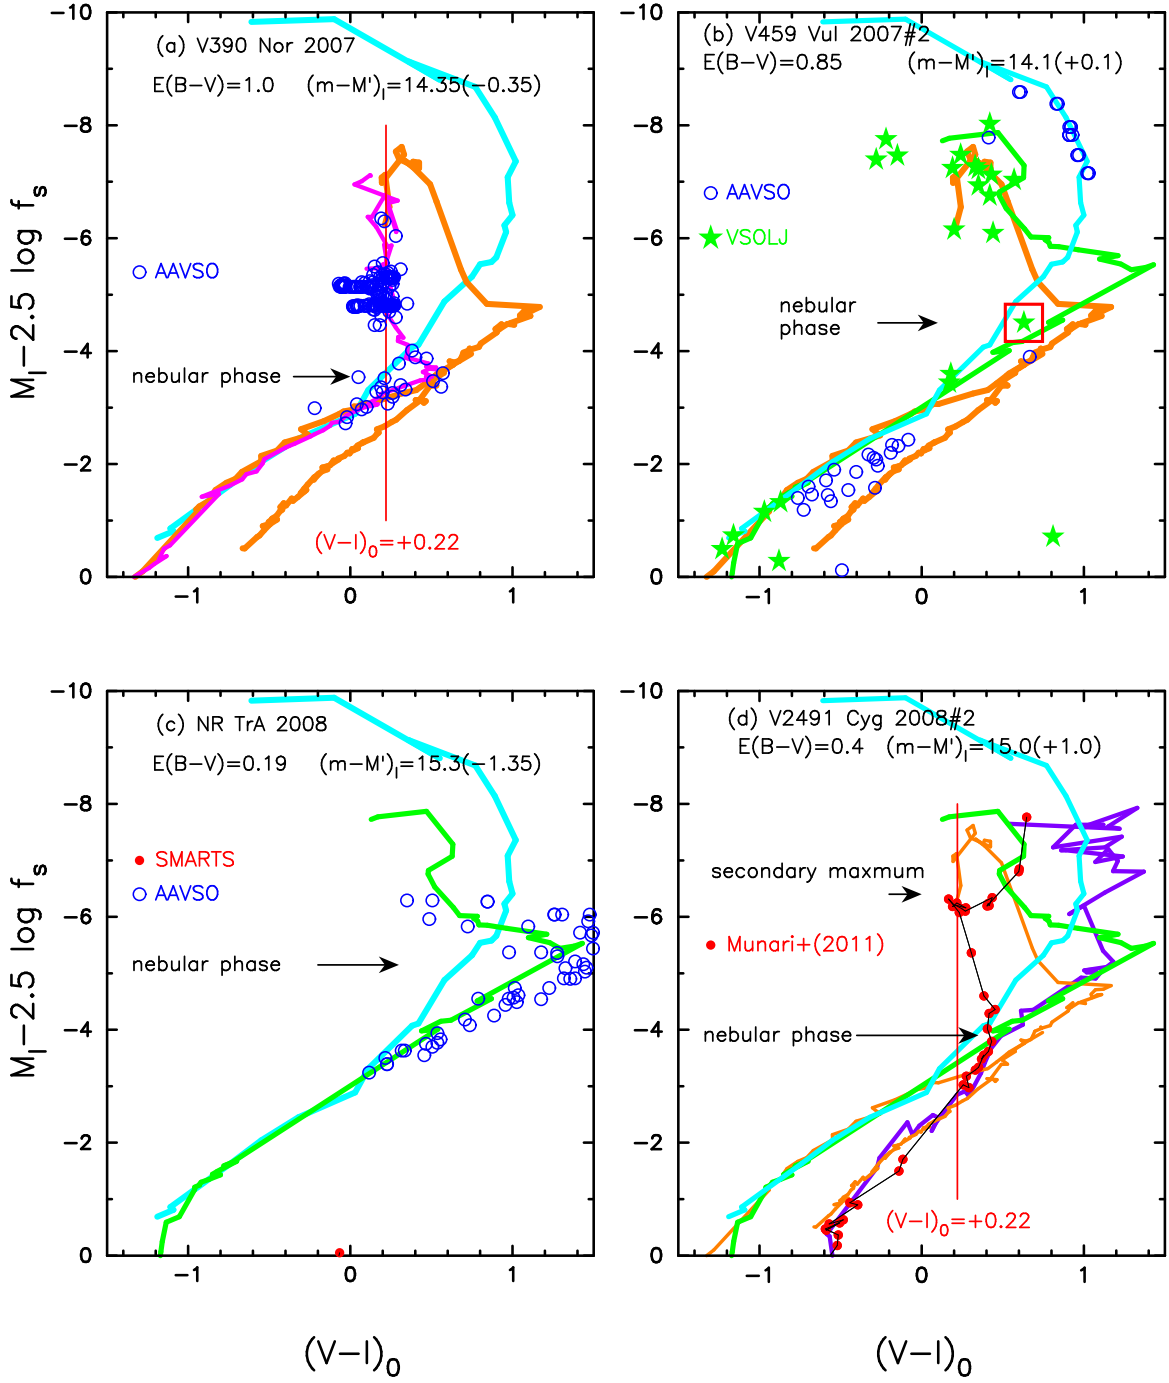 (a) V390 Nor 2007
E(B−V)=1.0 (m−M')I=14.35(−0.35)
AAVSO
nebular phase
(V−I)0=+0.22
M_I−2.5 log f_s
−10
−8
−6
−4
−2
0
−1
0
1
(b) V459 Vul 2007#2
E(B−V)=0.85 (m−M')I=14.1(+0.1)
AAVSO
VSOLJ
nebular
phase
−10
−8
−6
−4
−2
0
−1
0
1
(c) NR TrA 2008
E(B−V)=0.19 (m−M')I=15.3(−1.35)
SMARTS
AAVSO
nebular phase
M_I−2.5 log f_s
−10
−8
−6
−4
−2
0
−1
0
1
(V−I)0
(d) V2491 Cyg 2008#2
E(B−V)=0.4 (m−M')I=15.0(+1.0)
secondary maxmum
Munari+(2011)
nebular phase
(V−I)0=+0.22
−10
−8
−6
−4
−2
0
−1
0
1
(V−I)0